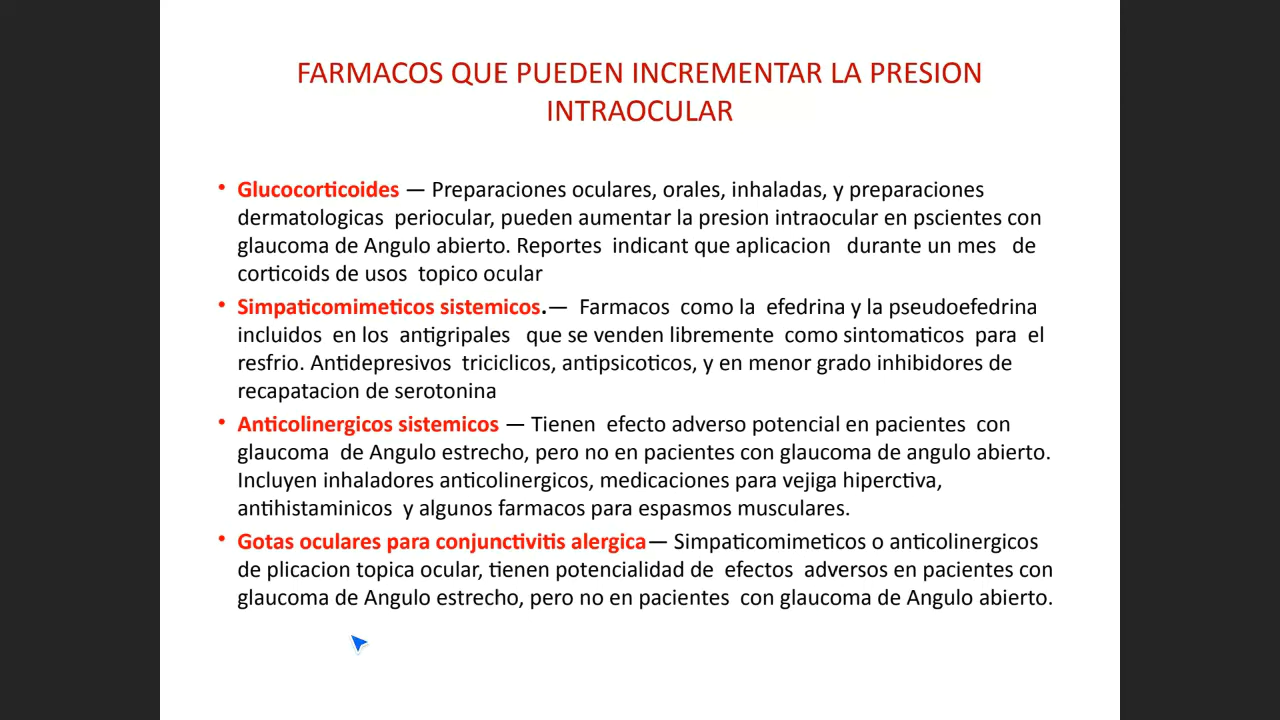 FARMACOS QUE PUEDEN INCREMENTAR LA PRESION
INTRAOCULAR
• Glucocorticoides — Preparaciones oculares, orales, inhaladas, y preparaciones
dermatologicas periocular, pueden aumentar la presion intraocular en pscientes con
glaucoma de Angulo abierto. Reportes indicant que aplicacion durante un mes de
corticoids de usos topico ocular
• Simpaticomimeticos sistemicos.— Farmacos como la efedrina y la pseudoefedrina
incluidos en los antigripales que se venden libremente como sintomaticos para el
resfrio. Antidepresivos triciclicos, antipsicoticos, y en menor grado inhibidores de
recapatacion de serotonina
• Anticolinergicos sistemicos — Tienen efecto adverso potencial en pacientes con
glaucoma de Angulo estrecho, pero no en pacientes con glaucoma de angulo abierto.
Incluyen inhaladores anticolinergicos, medicaciones para vejiga hiperctiva,
antihistaminicos y algunos farmacos para espasmos musculares.
• Gotas oculares para conjunctivitis alergica— Simpaticomimeticos o anticolinergicos
de plicacion topica ocular, tienen potencialidad de efectos adversos en pacientes con
glaucoma de Angulo estrecho, pero no en pacientes con glaucoma de Angulo abierto.